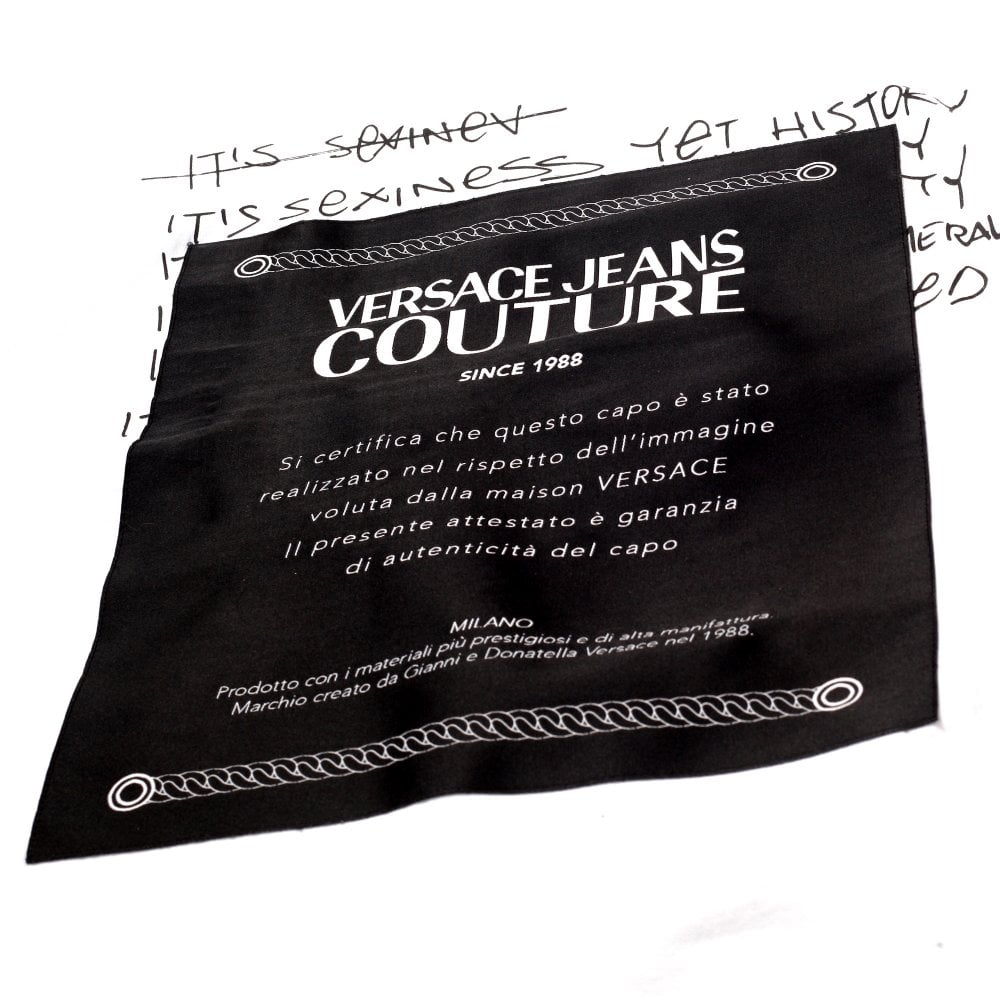 IT'S
IT'S SEXINESS YET HISTORY
Y
TY
ED
VERSACE JEANS
COUTURE
SINCE 1988
Si certifica che questo capo è stato
realizzato nel rispetto dell'immagine
voluta dalla maison VERSACE
Il presente attestato è garanzia
di autenticità del capo
MILANO
Prodotto con i materiali più prestigiosi e di alta manifattura.
Marchio creato da Gianni e Donatella Versace nel 1988.